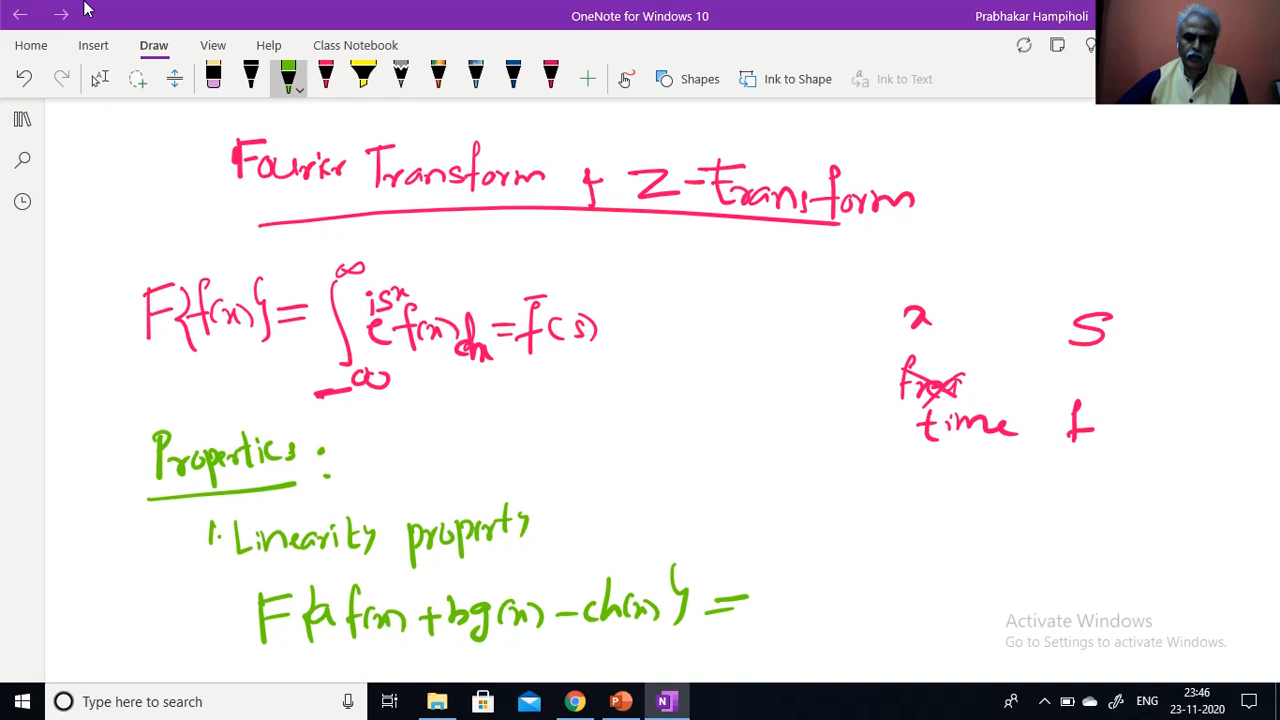 OneNote for Windows 10
Prabhakar Hampiholi
Home Insert Draw View Help Class Notebook
Shapes Ink to Shape Ink to Text
Fourier Transform + Z-transform
F{f(x)} = ∫_{-∞}^{∞} e^{isx} f(x) dx = f̄(s)
x S
time f
Properties :
1. Linearity property
F{a f(x) + bg(x) - ch(x)} =
Activate Windows
Go to Settings to activate Windows.
Type here to search
ENG
23:46
23-11-2020